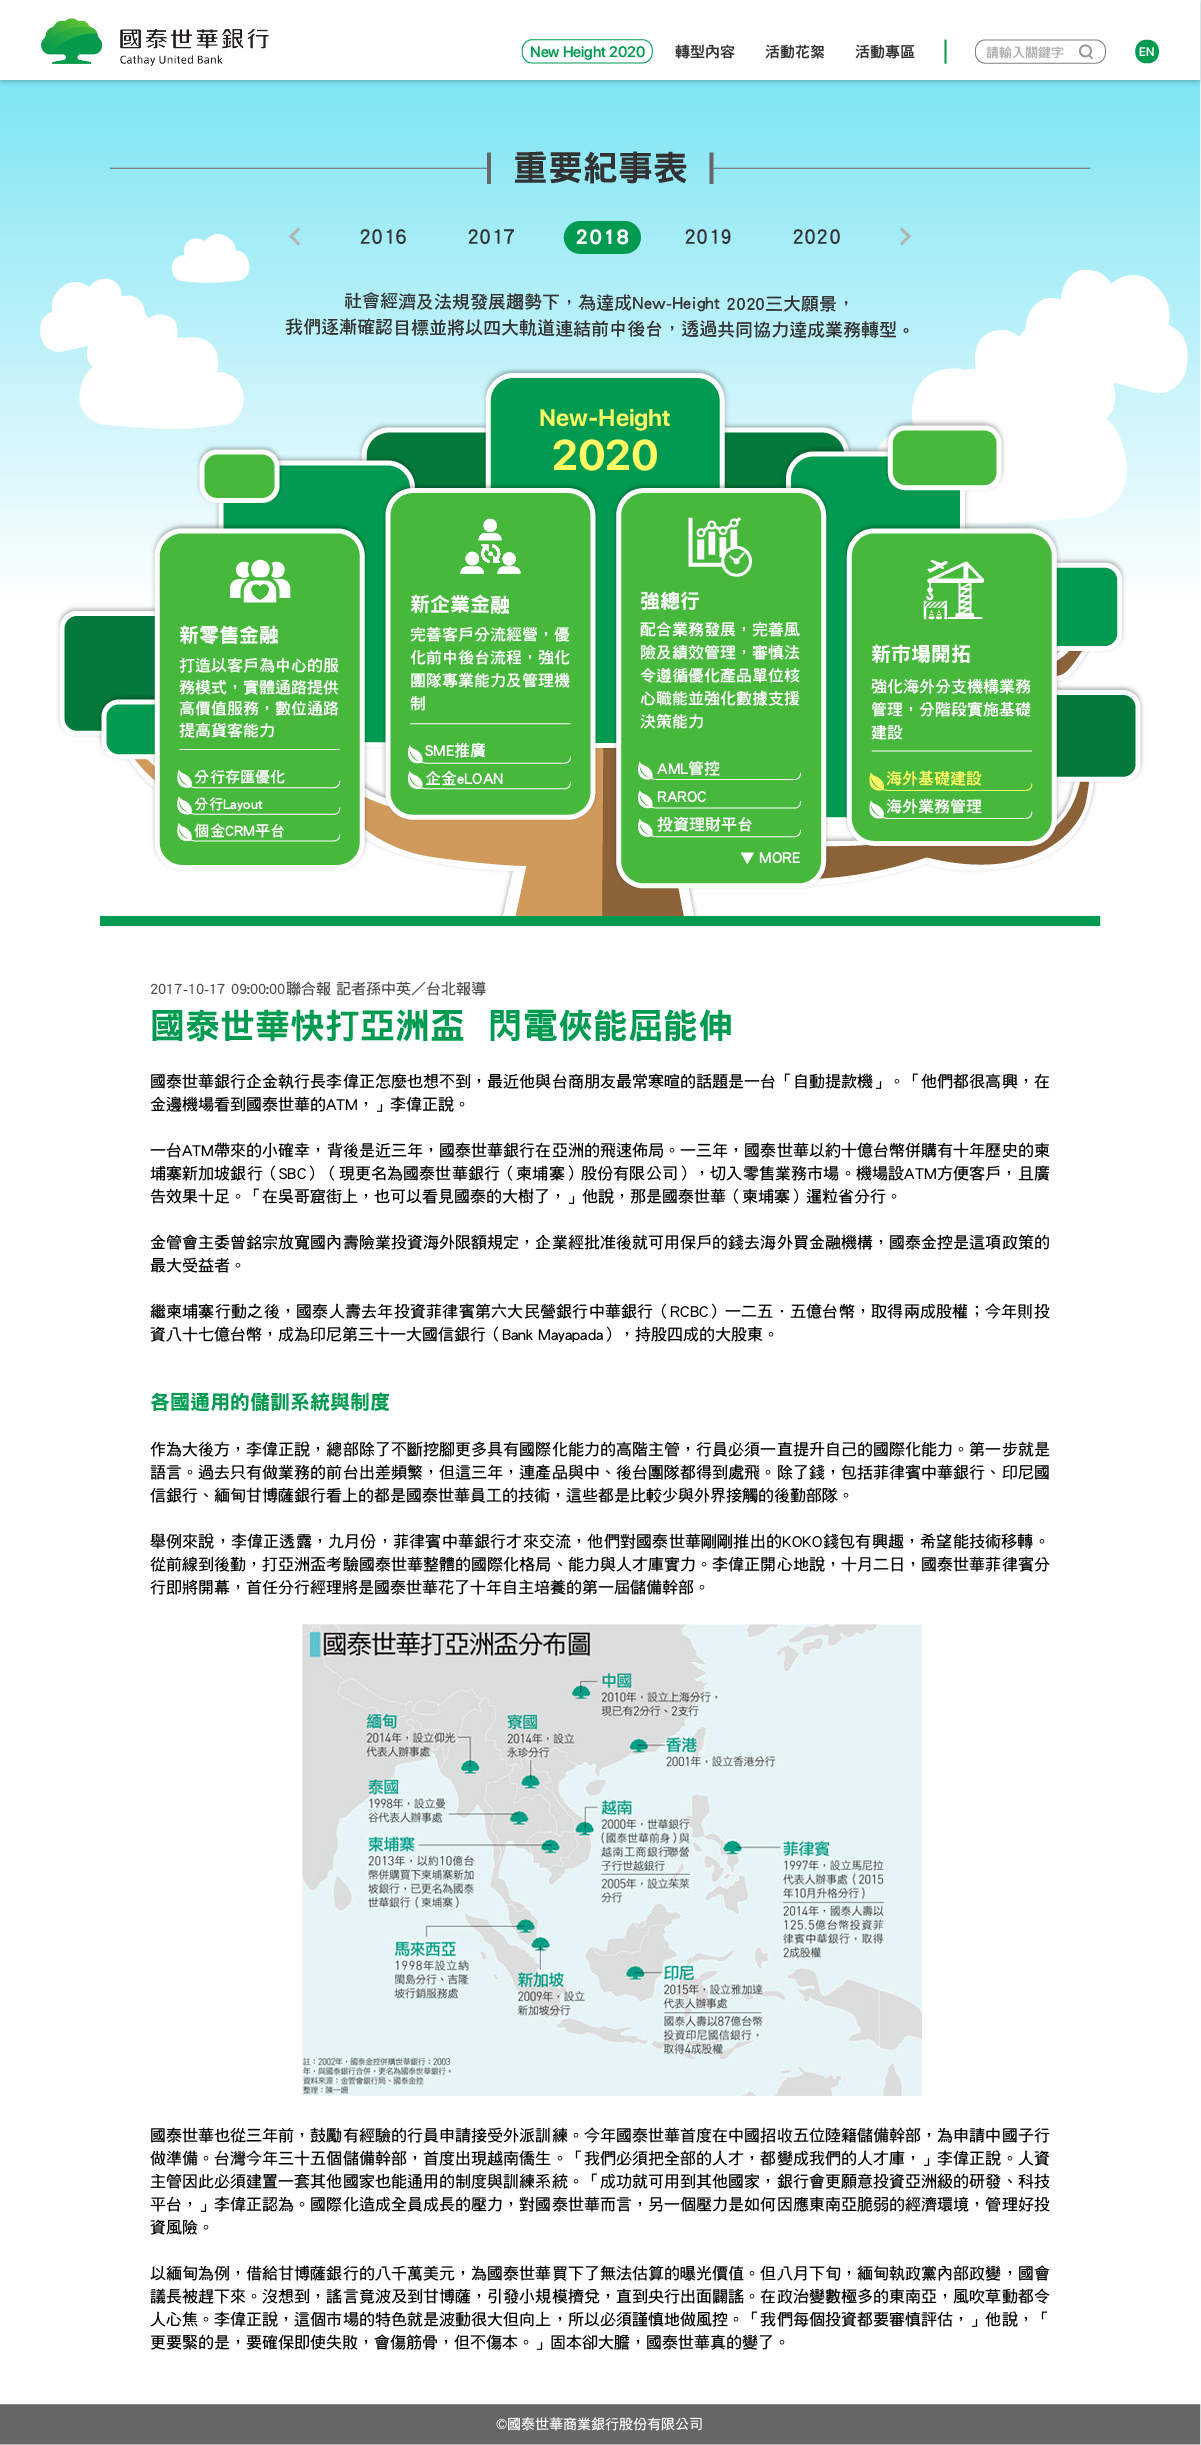 國泰世華銀行
Cathay United Bank
New Height 2020 轉型內容 活動花絮 活動專區 請輸入關鍵字 EN
重要紀事表
2016 2017 2018 2019 2020
社會經濟及法規發展趨勢下，為達成New-Height 2020三大願景，
我們逐漸確認目標並將以四大軌道連結前中後台，透過共同協力達成業務轉型。
New-Height
2020
新零售金融
打造以客戶為中心的服
務模式，實體通路提供
高價值服務，數位通路
提高貢客能力
分行存匯優化
分行Layout
個金CRM平台
新企業金融
完善客戶分流經營，優
化前中後台流程，強化
團隊專業能力及管理機
制
SME推廣
企金eLOAN
強總行
配合業務發展，完善風
險及績效管理，審慎法
令遵循優化產品單位核
心職能並強化數據支援
決策能力
AML管控
RAROC
投資理財平台
▼ MORE
新市場開拓
強化海外分支機構業務
管理，分階段實施基礎
建設
海外基礎建設
海外業務管理
2017-10-17 09:00:00聯合報 記者孫中英／台北報導
國泰世華快打亞洲盃 閃電俠能屈能伸
國泰世華銀行企金執行長李偉正怎麼也想不到，最近他與台商朋友最常寒暄的話題是一台「自動提款機」。「他們都很高興，在
金邊機場看到國泰世華的ATM，」李偉正說。
一台ATM帶來的小確幸，背後是近三年，國泰世華銀行在亞洲的飛速佈局。一三年，國泰世華以約十億台幣併購有十年歷史的柬
埔寨新加坡銀行（SBC）（現更名為國泰世華銀行（柬埔寨）股份有限公司），切入零售業務市場。機場設ATM方便客戶，且廣
告效果十足。「在吳哥窟街上，也可以看見國泰的大樹了，」他說，那是國泰世華（柬埔寨）暹粒省分行。
金管會主委曾銘宗放寬國內壽險業投資海外限額規定，企業經批准後就可用保戶的錢去海外買金融機構，國泰金控是這項政策的
最大受益者。
繼柬埔寨行動之後，國泰人壽去年投資菲律賓第六大民營銀行中華銀行（RCBC）一二五．五億台幣，取得兩成股權；今年則投
資八十七億台幣，成為印尼第三十一大國信銀行（Bank Mayapada），持股四成的大股東。
各國通用的儲訓系統與制度
作為大後方，李偉正說，總部除了不斷挖腳更多具有國際化能力的高階主管，行員必須一直提升自己的國際化能力。第一步就是
語言。過去只有做業務的前台出差頻繁，但這三年，連產品與中、後台團隊都得到處飛。除了錢，包括菲律賓中華銀行、印尼國
信銀行、緬甸甘博薩銀行看上的都是國泰世華員工的技術，這些都是比較少與外界接觸的後勤部隊。
舉例來說，李偉正透露，九月份，菲律賓中華銀行才來交流，他們對國泰世華剛剛推出的KOKO錢包有興趣，希望能技術移轉。
從前線到後勤，打亞洲盃考驗國泰世華整體的國際化格局、能力與人才庫實力。李偉正開心地說，十月二日，國泰世華菲律賓分
行即將開幕，首任分行經理將是國泰世華花了十年自主培養的第一屆儲備幹部。
國泰世華打亞洲盃分布圖
中國
2010年，設立上海分行，
現已有2分行、2支行
緬甸
2014年，設立仰光
代表人辦事處
寮國
2014年，設立
永珍分行
香港
2001年，設立香港分行
泰國
1998年，設立曼
谷代表人辦事處
越南
2000年，世華銀行
(國泰世華前身)與
越南工商銀行聯營
子行世越銀行
2005年，設立茱萊
分行
柬埔寨
2013年，以約10億台
幣併購買下柬埔寨新加
坡銀行，已更名為國泰
世華銀行（柬埔寨）
菲律賓
1997年，設立馬尼拉
代表人辦事處（2015
年10月升格分行）
2014年，國泰人壽以
125.5億台幣投資菲
律賓中華銀行，取得
2成股權
馬來西亞
1998年設立納
閩島分行、吉隆
坡行銷服務處
新加坡
2009年，設立
新加坡分行
印尼
2015年，設立雅加達
代表人辦事處
國泰人壽以87億台幣
投資印尼國信銀行，
取得4成股權
註：2002年，國泰金控併購世華銀行；2003
年，與國泰銀行合併，更名為國泰世華銀行。
資料來源：金管會銀行局、國泰金控
整理：陳一姍
國泰世華也從三年前，鼓勵有經驗的行員申請接受外派訓練。今年國泰世華首度在中國招收五位陸籍儲備幹部，為申請中國子行
做準備。台灣今年三十五個儲備幹部，首度出現越南僑生。「我們必須把全部的人才，都變成我們的人才庫，」李偉正說。人資
主管因此必須建置一套其他國家也能通用的制度與訓練系統。「成功就可用到其他國家，銀行會更願意投資亞洲級的研發、科技
平台，」李偉正認為。國際化造成全員成長的壓力，對國泰世華而言，另一個壓力是如何因應東南亞脆弱的經濟環境，管理好投
資風險。
以緬甸為例，借給甘博薩銀行的八千萬美元，為國泰世華買下了無法估算的曝光價值。但八月下旬，緬甸執政黨內部政變，國會
議長被趕下來。沒想到，謠言竟波及到甘博薩，引發小規模擠兌，直到央行出面闢謠。在政治變數極多的東南亞，風吹草動都令
人心焦。李偉正說，這個市場的特色就是波動很大但向上，所以必須謹慎地做風控。「我們每個投資都要審慎評估，」他說，「
更要緊的是，要確保即使失敗，會傷筋骨，但不傷本。」固本卻大膽，國泰世華真的變了。
©國泰世華商業銀行股份有限公司